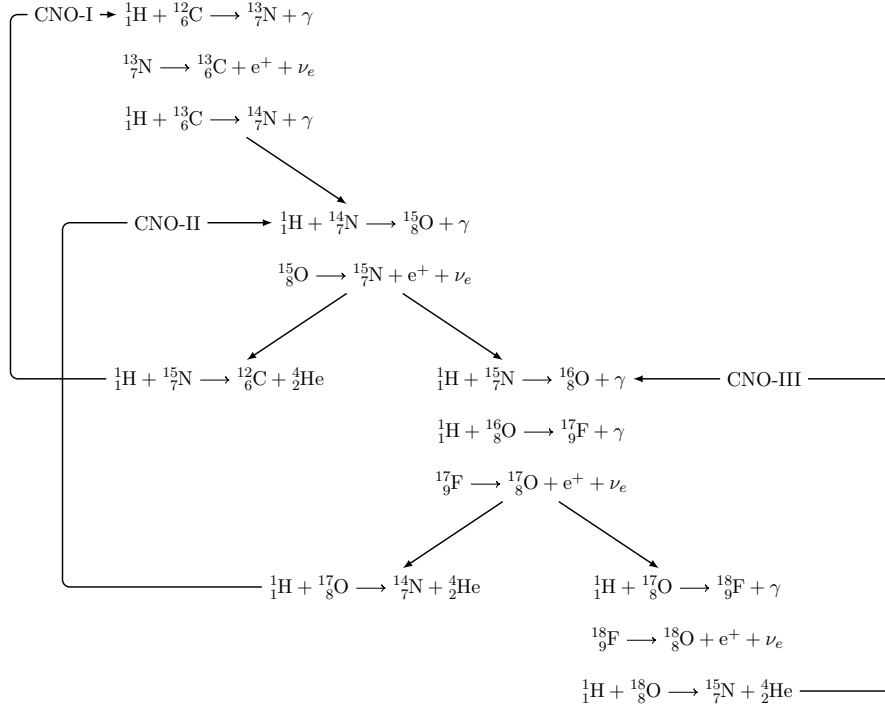 CNO-I ¹₁H + ¹²₆C ⟶ ¹³₇N + γ
¹³₇N ⟶ ¹³₆C + e⁺ + νₑ
¹₁H + ¹³₆C ⟶ ¹⁴₇N + γ
CNO-II ¹₁H + ¹⁴₇N ⟶ ¹⁵₈O + γ
¹⁵₈O ⟶ ¹⁵₇N + e⁺ + νₑ
¹₁H + ¹⁵₇N ⟶ ¹²₆C + ⁴₂He
¹₁H + ¹⁵₇N ⟶ ¹⁶₈O + γ CNO-III
¹₁H + ¹⁶₈O ⟶ ¹⁷₉F + γ
¹⁷₉F ⟶ ¹⁷₈O + e⁺ + νₑ
¹₁H + ¹⁷₈O ⟶ ¹⁴₇N + ⁴₂He
¹₁H + ¹⁷₈O ⟶ ¹⁸₉F + γ
¹⁸₉F ⟶ ¹⁸₈O + e⁺ + νₑ
¹₁H + ¹⁸₈O ⟶ ¹⁵₇N + ⁴₂He